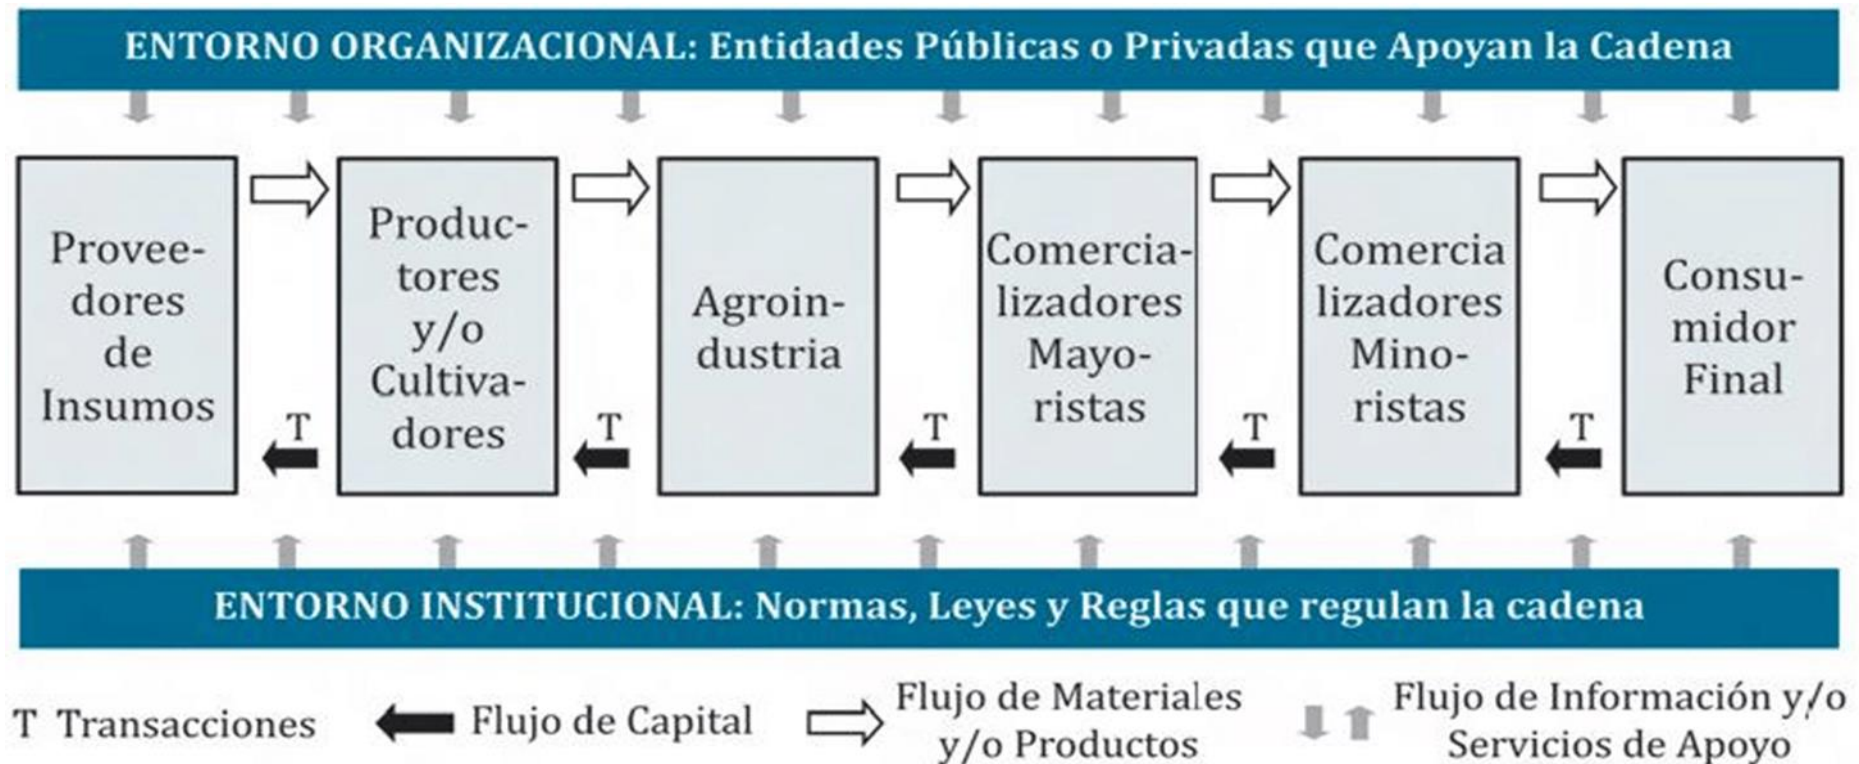 ENTORNO ORGANIZACIONAL: Entidades Públicas o Privadas que Apoyan la Cadena
Provee-
dores
de
Insumos
Produc-
tores
y/o
Cultiva-
dores
Agroin-
dustria
Comercia-
lizadores
Mayo-
ristas
Comercia
lizadores
Mino-
ristas
Consu-
midor
Final
T
T
T
T
T
ENTORNO INSTITUCIONAL: Normas, Leyes y Reglas que regulan la cadena
T Transacciones
Flujo de Capital
Flujo de Materiales
y/o Productos
Flujo de Información y/o
Servicios de Apoyo